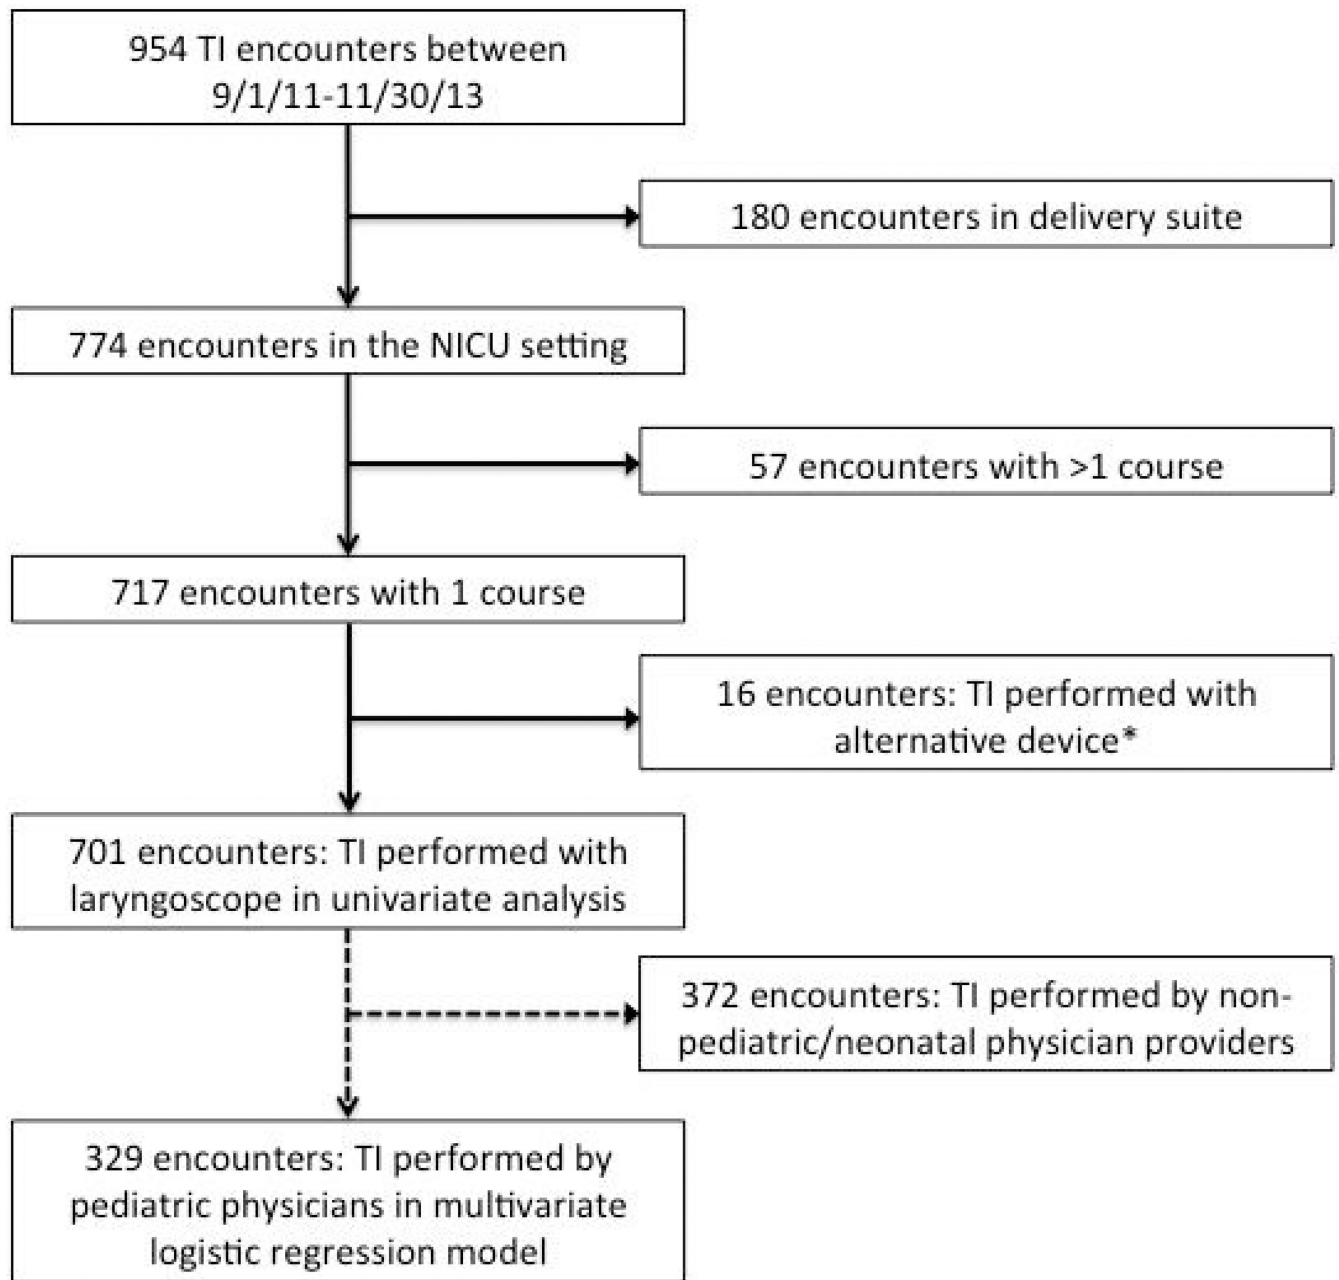 954 TI encounters between
9/1/11-11/30/13
180 encounters in delivery suite
774 encounters in the NICU setting
57 encounters with >1 course
717 encounters with 1 course
16 encounters: TI performed with
alternative device*
701 encounters: TI performed with
laryngoscope in univariate analysis
372 encounters: TI performed by non-
pediatric/neonatal physician providers
329 encounters: TI performed by
pediatric physicians in multivariate
logistic regression model